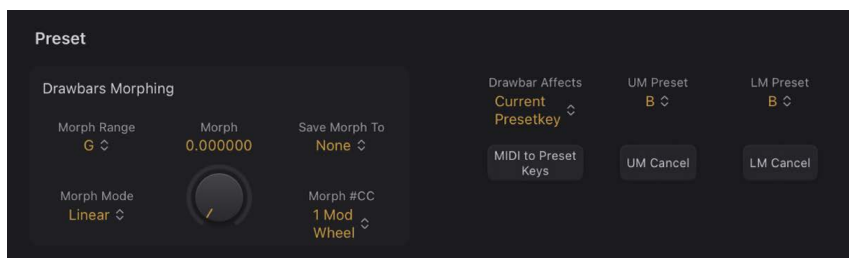 Preset
Drawbars Morphing
Morph Range
G
Morph
0.000000
Save Morph To
None
Morph Mode
Linear
Morph #CC
1 Mod
Wheel
Drawbar Affects
Current
Presetkey
UM Preset
B
LM Preset
B
MIDI to Preset
Keys
UM Cancel
LM Cancel